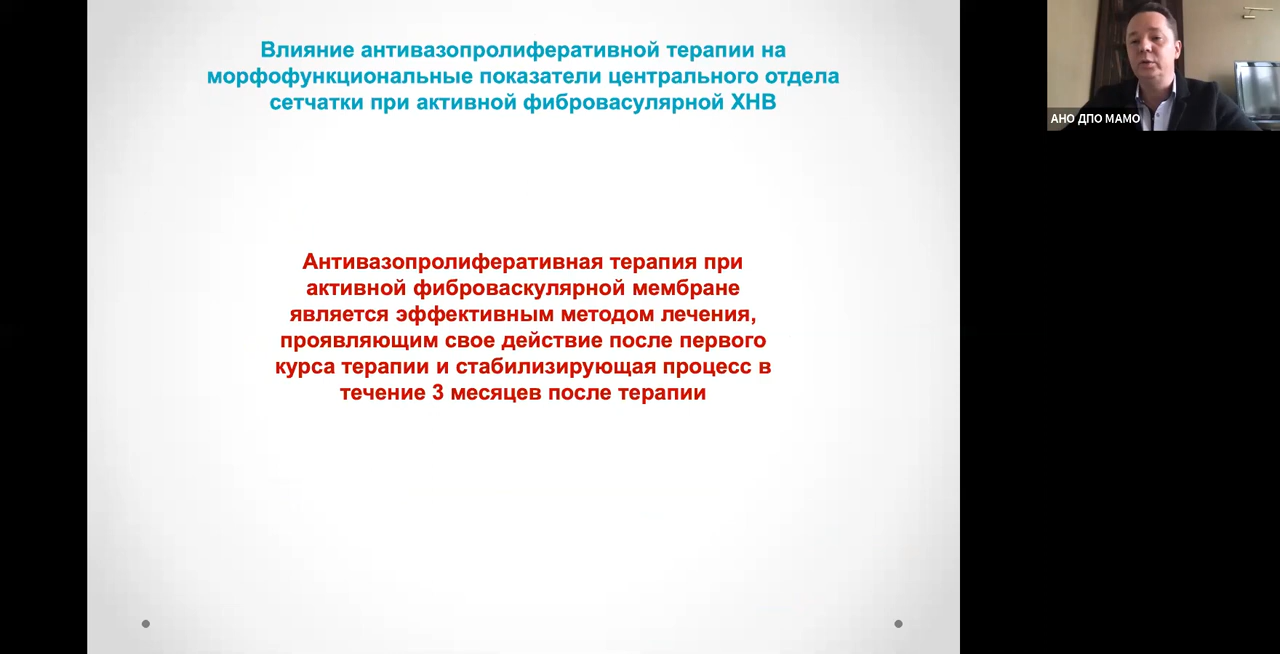 Влияние антивазопролиферативной терапии на
морфофункциональные показатели центрального отдела
сетчатки при активной фибровасулярной ХНВ
АНО ДПО МАМО
Антивазопролиферативная терапия при
активной фиброваскулярной мембране
является эффективным методом лечения,
проявляющим свое действие после первого
курса терапии и стабилизирующая процесс в
течение 3 месяцев после терапии